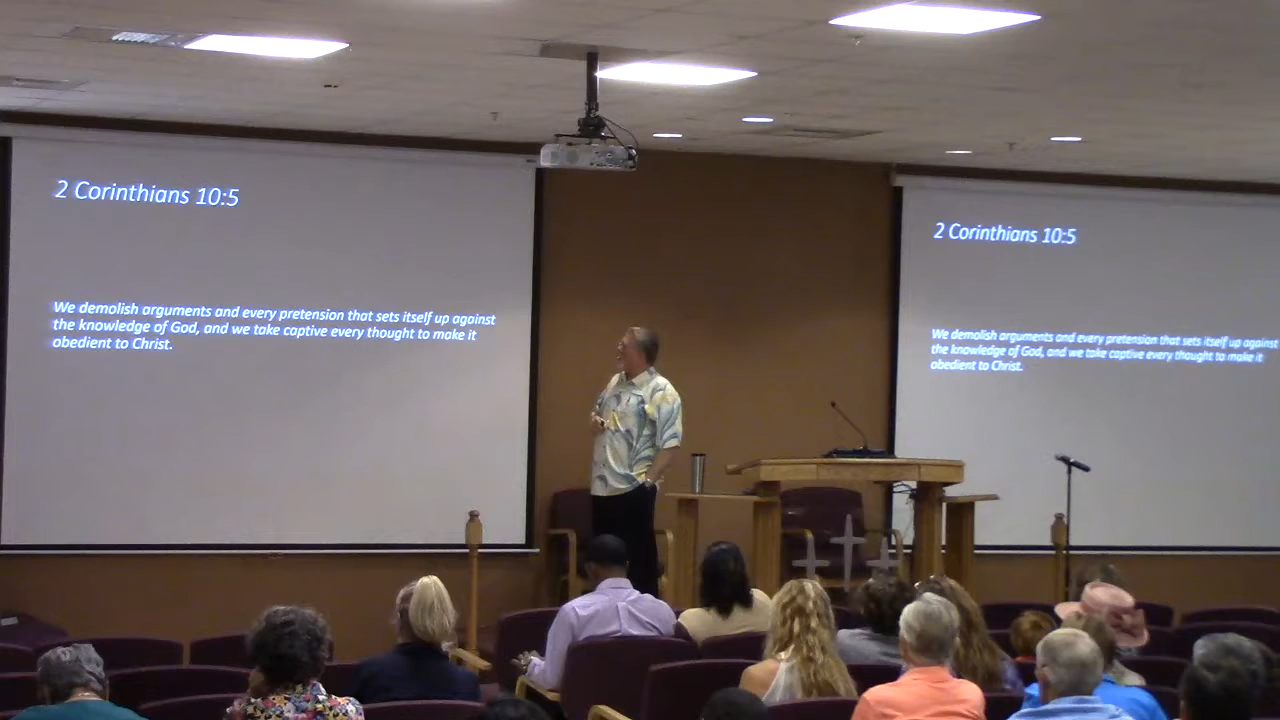 2 Corinthians 10:5
We demolish arguments and every pretension that sets itself up against
the knowledge of God, and we take captive every thought to make it
obedient to Christ.
2 Corinthians 10:5
We demolish arguments and every pretension that sets itself up against
the knowledge of God, and we take captive every thought to make it
obedient to Christ.